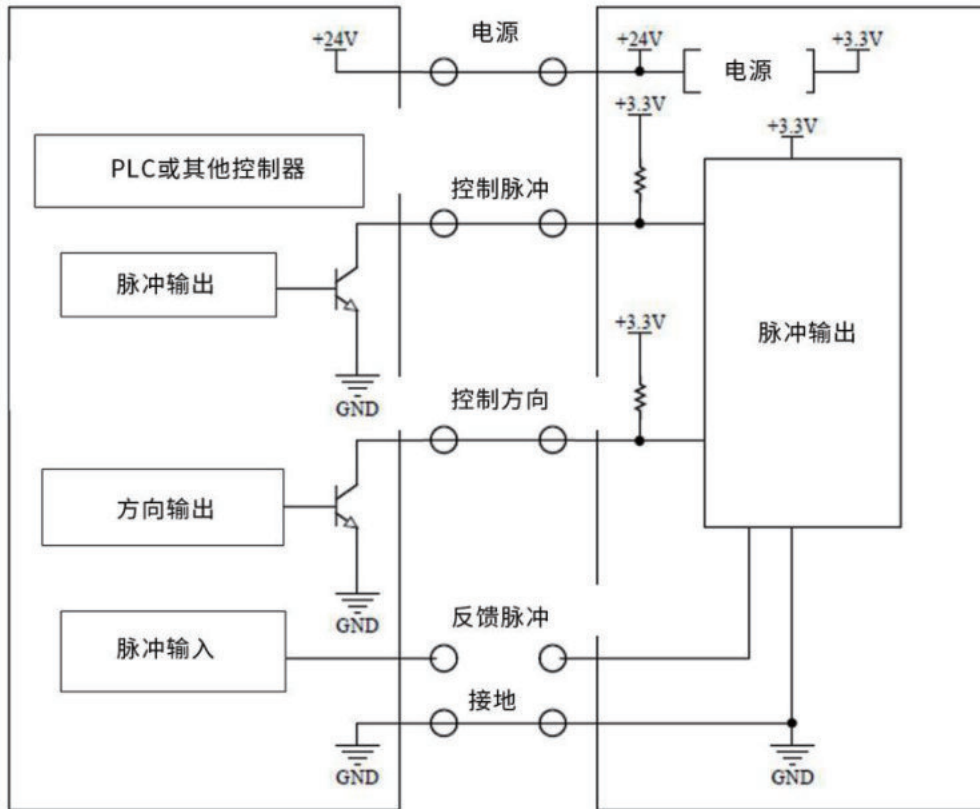 电源
+24V
+24V
+3.3V
电源
+3.3V
+3.3V
PLC或其他控制器
控制脉冲
脉冲输出
GND
+3.3V
脉冲输出
控制方向
方向输出
GND
反馈脉冲
脉冲输入
接地
GND
GND